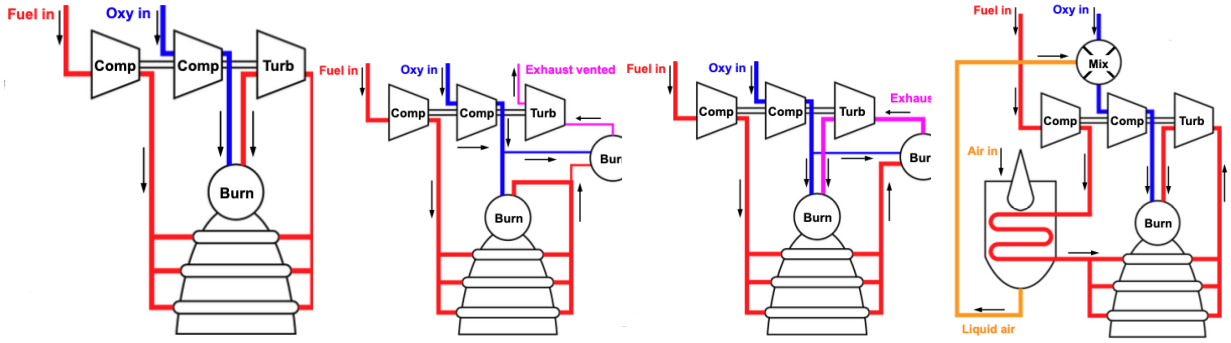 Fuel in
Oxy in
Comp
Comp
Turb
Burn
Fuel in
Oxy in
Exhaust vented
Comp
Comp
Turb
Burn
Fuel in
Oxy in
Exhaus
Comp
Comp
Turb
Bur
Burn
Fuel in
Oxy in
Mix
Comp
Comp
Turb
Air in
Burn
Liquid air